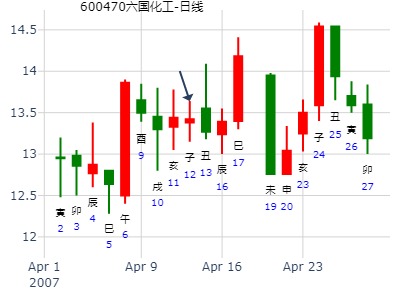 600470六国化工-日线
14.5
14
13.5
13
12.5
12
寅
2
卯
3
辰
4
巳
5
午
6
酉
9
戌
10
亥
11
子
12
丑
13
辰
16
巳
17
未
19
申
20
亥
23
子
24
丑
25
寅
26
卯
27
Apr 1
2007
Apr 9
Apr 16
Apr 23